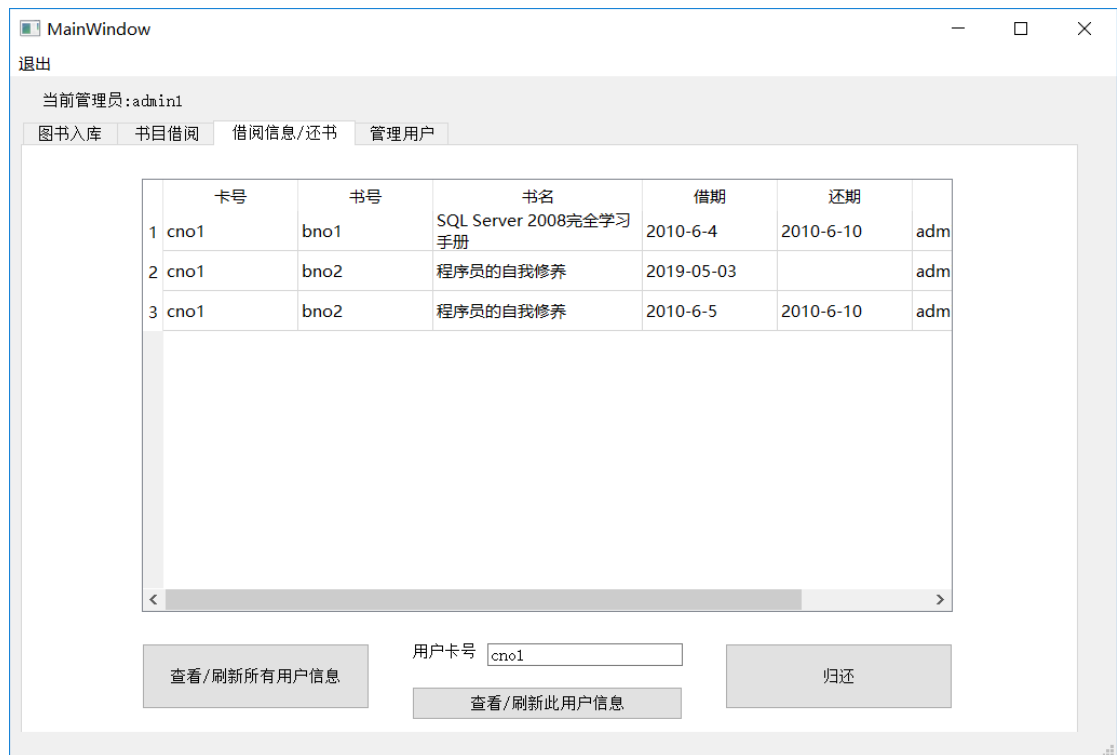 MainWindow
退出
当前管理员:admin1
图书入库 书目借阅 借阅信息/还书 管理用户
卡号 书号 书名 借期 还期
1 cno1 bno1 SQL Server 2008完全学习 2010-6-4 2010-6-10 adm
手册
2 cno1 bno2 程序员的自我修养 2019-05-03 adm
3 cno1 bno2 程序员的自我修养 2010-6-5 2010-6-10 adm
用户卡号 cno1
查看/刷新所有用户信息 归还
查看/刷新此用户信息